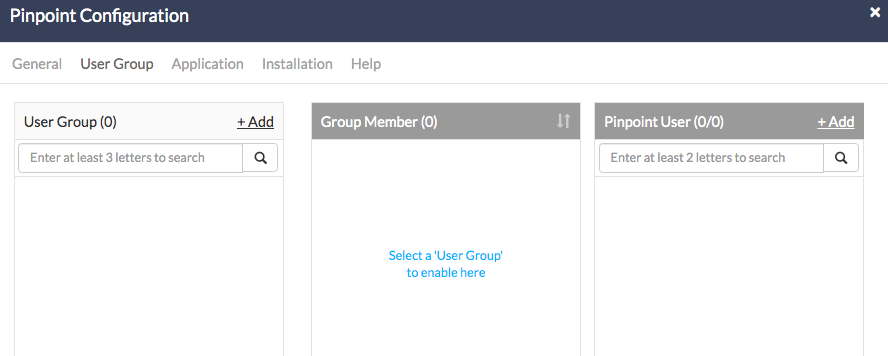 Pinpoint Configuration
General User Group Application Installation Help
User Group (0) + Add
Enter at least 3 letters to search
Group Member (0)
Select a 'User Group'
to enable here
Pinpoint User (0/0) + Add
Enter at least 2 letters to search